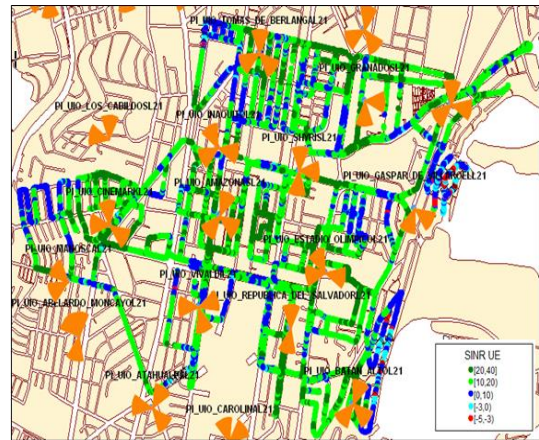 PI_UIO_TOMAS_DE_BERLANGAL21
PI_UIO_GRANADOSL21
PI_UIO_LOS_CABILDOSL21
PI_UIO_INAQUITOL21
PI_UIO_SHYRISL21
PI_UIO_GASPAR_DE_VILLAROELL21
PI_UIO_CINEMARKL21
PI_UIO_AMAZONASL21
PI_UIO_ESTADIO_OLIMPICOL21
PI_UIO_MANOSCAL21
PI_UIO_VIVALDIL21
PI_UIO_REPUBLICA_DEL_SALVADORL21
PI_UIO_ABELARDO_MONCAYOL21
PI_UIO_ATAHUALPAL21
PI_UIO_BATAN_ALTOL21
PI_UIO_CAROLINAL21
SINR UE
[20,40]
[10,20)
[0,10)
[-3,0)
[-5,-3)